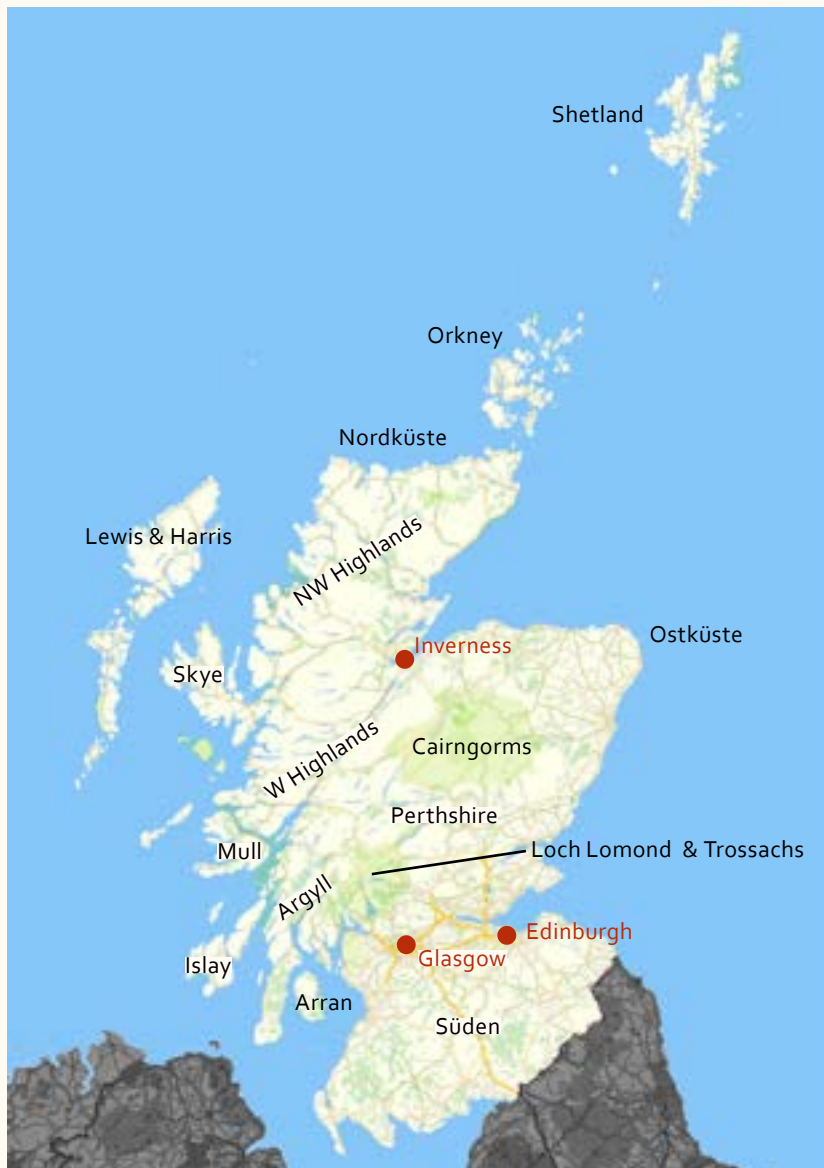 Shetland
Orkney
Nordküste
Lewis & Harris
NW Highlands
Ostküste
Inverness
Skye
W Highlands
Cairngorms
Perthshire
Mull
Loch Lomond & Trossachs
Argyll
Edinburgh
Glasgow
Islay
Arran
Süden